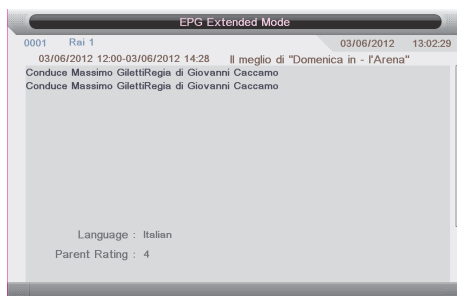 EPG Extended Mode
0001 Rai 1 03/06/2012 13:02:29
03/06/2012 12:00-03/06/2012 14:28 Il meglio di "Domenica in - l'Arena"
Conduce Massimo GilettiRegia di Giovanni Caccamo
Conduce Massimo GilettiRegia di Giovanni Caccamo
Language : Italian
Parent Rating : 4